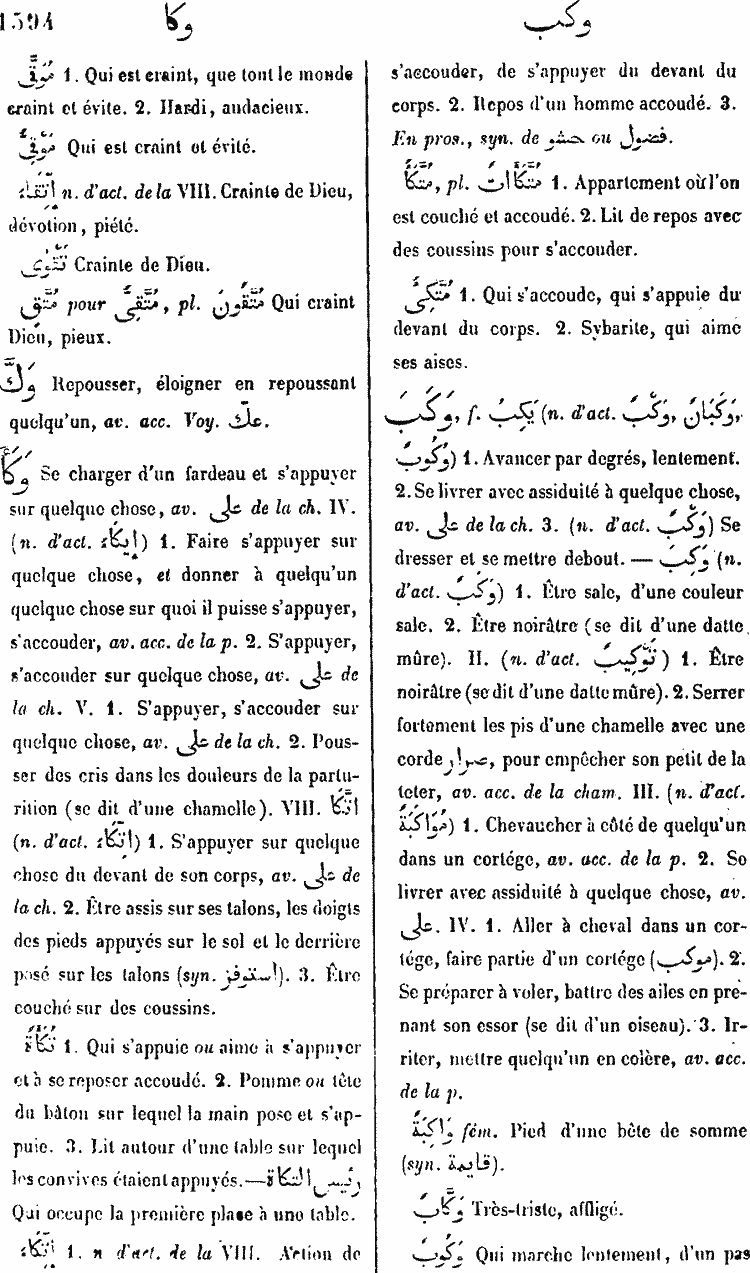 1594 وكأ وكب
مُوَقًّى 1. Qui est craint, que tout le monde
craint et évite. 2. Hardi, audacieux.
مَوْقِىٌّ Qui est craint et évité.
إِتِّقَاءٌ n. d'act. de la VIII. Crainte de Dieu,
dévotion, piété.
تَقْوَى Crainte de Dieu.
مُتَّقٍ pour مُتَّقِىٌ, pl. مُتَّقُونَ Qui craint
Dieu, pieux.
وَكَّ Repousser, éloigner en repoussant
quelqu'un, av. acc. Voy. عكّ.
وَكَأَ Se charger d'un fardeau et s'appuyer
sur quelque chose, av. على de la ch. IV.
(n. d'act. إِيكَاءٌ) 1. Faire s'appuyer sur
quelque chose, et donner à quelqu'un
quelque chose sur quoi il puisse s'appuyer,
s'accouder, av. acc. de la p. 2. S'appuyer,
s'accouder sur quelque chose, av. على de
la ch. V. 1. S'appuyer, s'accouder sur
quelque chose, av. على de la ch. 2. Pous-
ser des cris dans les douleurs de la partu-
rition (se dit d'une chamelle). VIII. اتَّكَأَ
(n. d'act. اتِّكَاءٌ) 1. S'appuyer sur quelque
chose du devant de son corps, av. على de
la ch. 2. Être assis sur ses talons, les doigts
des pieds appuyés sur le sol et le derrière
posé sur les talons (syn. استوفز). 3. Être
couché sur des coussins.
تُكَأَةٌ 1. Qui s'appuie ou aime à s'appuyer
et à se reposer accoudé. 2. Pomme ou tête
du bâton sur lequel la main pose et s'ap-
puie. 3. Lit autour d'une table sur lequel
les convives étaient appuyés.—رئيس التكاة
Qui occupe la première place à une table.
إِتِّكَاءٌ 1. n d'act. de la VIII. Action de
s'accouder, de s'appuyer du devant du
corps. 2. Repos d'un homme accoudé. 3.
En pros., syn. de حشو ou فضول.
مُتَّكَأٌ, pl. مُتَّكَآتٌ 1. Appartement où l'on
est couché et accoudé. 2. Lit de repos avec
des coussins pour s'accouder.
مُتَّكِئٌ 1. Qui s'accoude, qui s'appuie du
devant du corps. 2. Sybarite, qui aime
ses aises.
وَكَبَ, f. يَكِبُ (n. d'act. وَكْبٌ, وَكَبَانٌ,
وُكُوبٌ) 1. Avancer par degrés, lentement.
2. Se livrer avec assiduité à quelque chose,
av. على de la ch. 3. (n. d'act. وَكْبٌ) Se
dresser et se mettre debout. — وَكِبَ (n.
d'act. وَكَبٌ) 1. Être sale, d'une couleur
sale. 2. Être noirâtre (se dit d'une datte
mûre). II. (n. d'act. تَوْكِيبٌ) 1. Être
noirâtre (se dit d'une datte mûre). 2. Serrer
fortement les pis d'une chamelle avec une
corde صرار, pour empêcher son petit de la
teter, av. acc. de la cham. III. (n. d'act.
مُوَاكَبَةٌ) 1. Chevaucher à côté de quelqu'un
dans un cortége, av. acc. de la p. 2. Se
livrer avec assiduité à quelque chose, av.
على. IV. 1. Aller à cheval dans un cor-
tége, faire partie d'un cortége (موكب). 2.
Se préparer à voler, battre des ailes en pre-
nant son essor (se dit d'un oiseau). 3. Ir-
riter, mettre quelqu'un en colère, av. acc.
de la p.
وَاكِبَةٌ fém. Pied d'une bête de somme
(syn. قايمة).
وَكَّابٌ Très-triste, affligé.
وَكُوبٌ Qui marche lentement, d'un pas